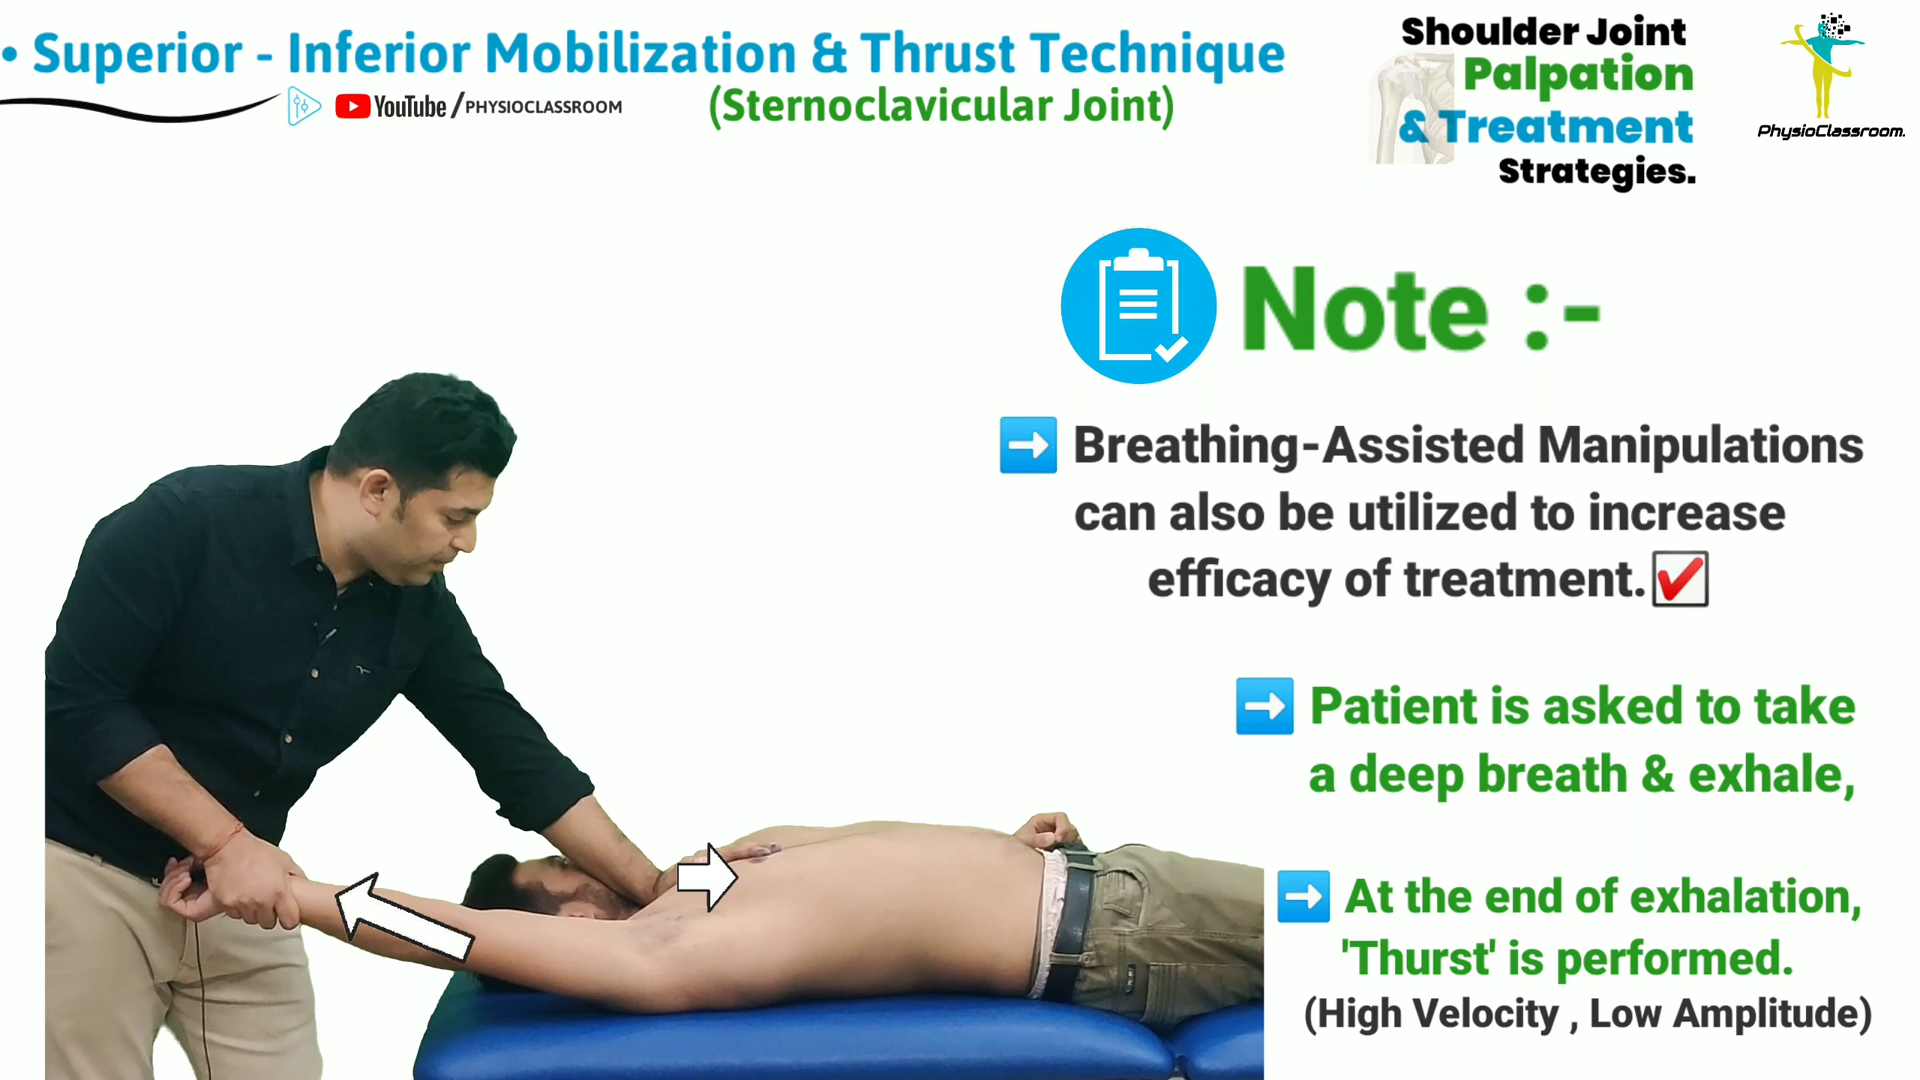 • Superior - Inferior Mobilization & Thrust Technique
(Sternoclavicular Joint)
YouTube /PHYSIOCLASSROOM
Shoulder Joint
Palpation
& Treatment
Strategies.
PhysioClassroom.
Note :-
➡️ Breathing-Assisted Manipulations
can also be utilized to increase
efficacy of treatment.
➡️ Patient is asked to take
a deep breath & exhale,
➡️ At the end of exhalation,
'Thurst' is performed.
(High Velocity , Low Amplitude)